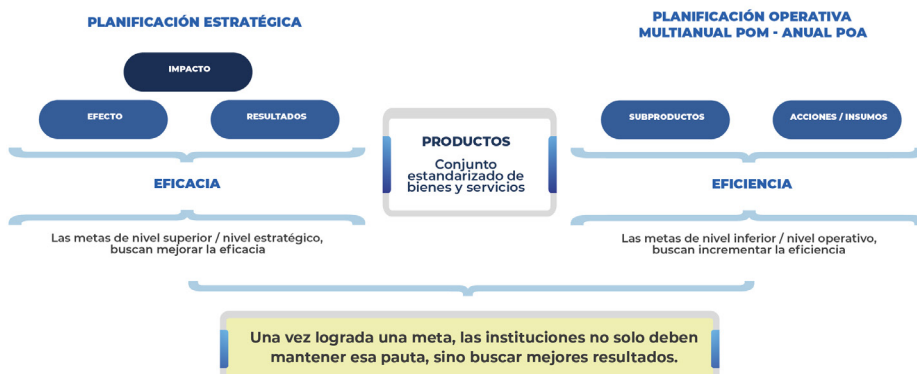 PLANIFICACIÓN ESTRATÉGICA
IMPACTO
EFECTO
RESULTADOS
EFICACIA
Las metas de nivel superior / nivel estratégico,
buscan mejorar la eficacia
PRODUCTOS
Conjunto
estandarizado de
bienes y servicios
PLANIFICACIÓN OPERATIVA
MULTIANUAL POM - ANUAL POA
SUBPRODUCTOS
ACCIONES / INSUMOS
EFICIENCIA
Las metas de nivel inferior / nivel operativo,
buscan incrementar la eficiencia
Una vez lograda una meta, las instituciones no solo deben
mantener esa pauta, sino buscar mejores resultados.